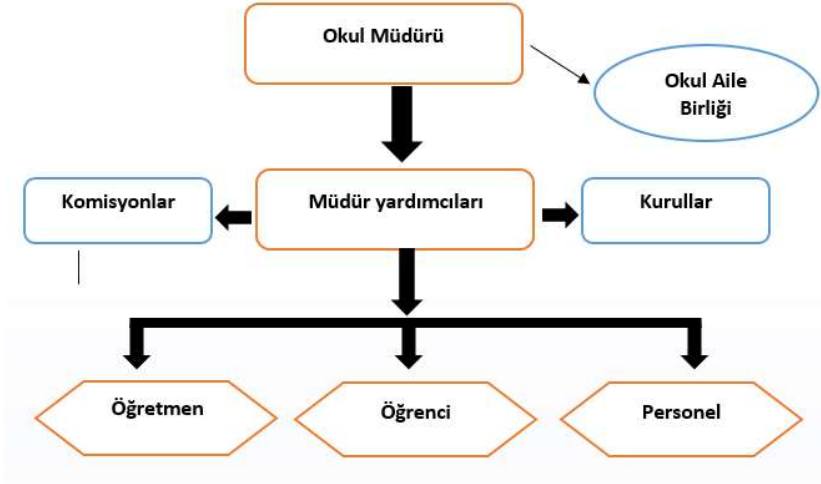 Okul Müdürü
Okul Aile
Birliği
Komisyonlar
Müdür yardımcıları
Kurullar
Öğretmen
Öğrenci
Personel